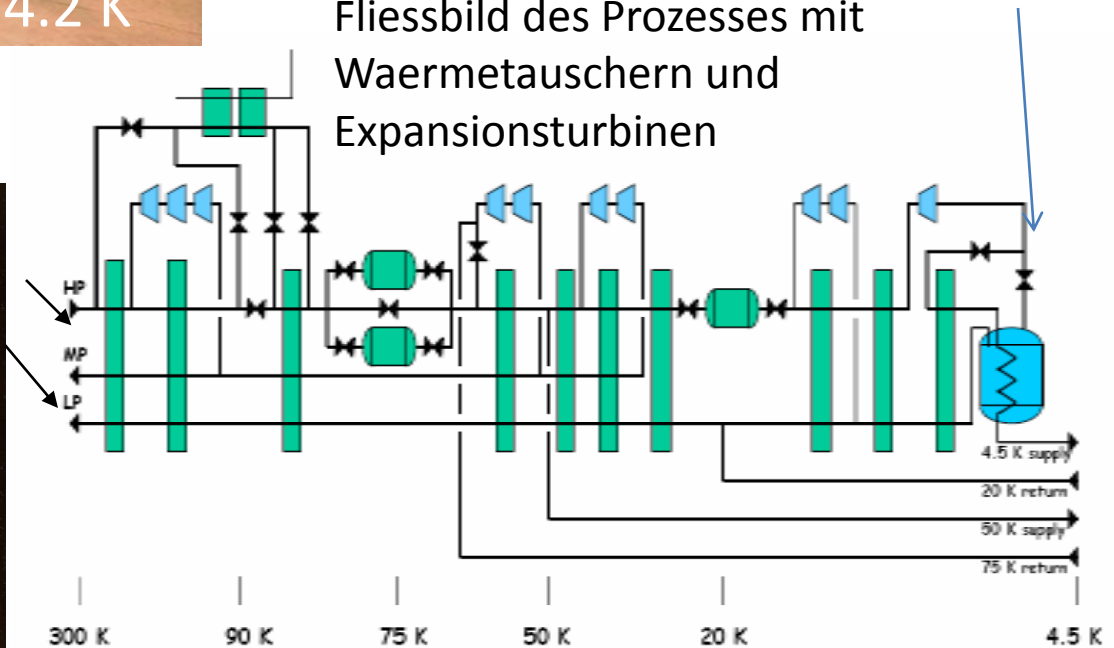 4.2 K
Fliessbild des Prozesses mit
Waermetauschern und
Expansionsturbinen
HP
MP
LP
4.5 K supply
20 K return
50 K supply
75 K return
300 K 90 K 75 K 50 K 20 K 4.5 K